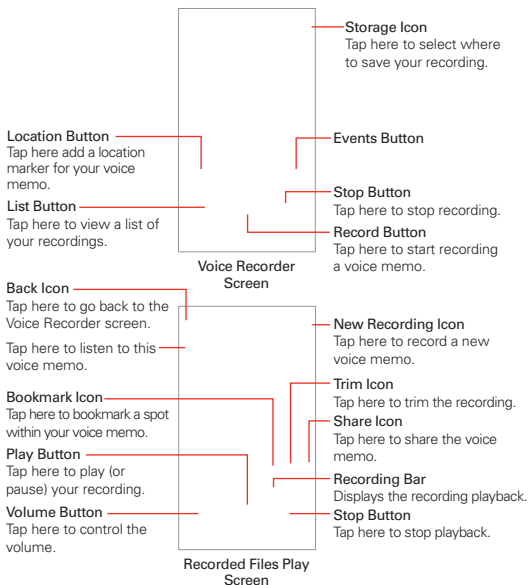 Storage Icon
Tap here to select where
to save your recording.
Location Button
Tap here add a location
marker for your voice
memo.
Events Button
List Button
Tap here to view a list of
your recordings.
Stop Button
Tap here to stop recording.
Record Button
Tap here to start recording
a voice memo.
Voice Recorder
Screen
Back Icon
Tap here to go back to the
Voice Recorder screen.
Tap here to listen to this
voice memo.
New Recording Icon
Tap here to record a new
voice memo.
Bookmark Icon
Tap here to bookmark a spot
within your voice memo.
Trim Icon
Tap here to trim the recording.
Share Icon
Tap here to share the voice
memo.
Play Button
Tap here to play (or
pause) your recording.
Recording Bar
Displays the recording playback.
Volume Button
Tap here to control the
volume.
Stop Button
Tap here to stop playback.
Recorded Files Play
Screen